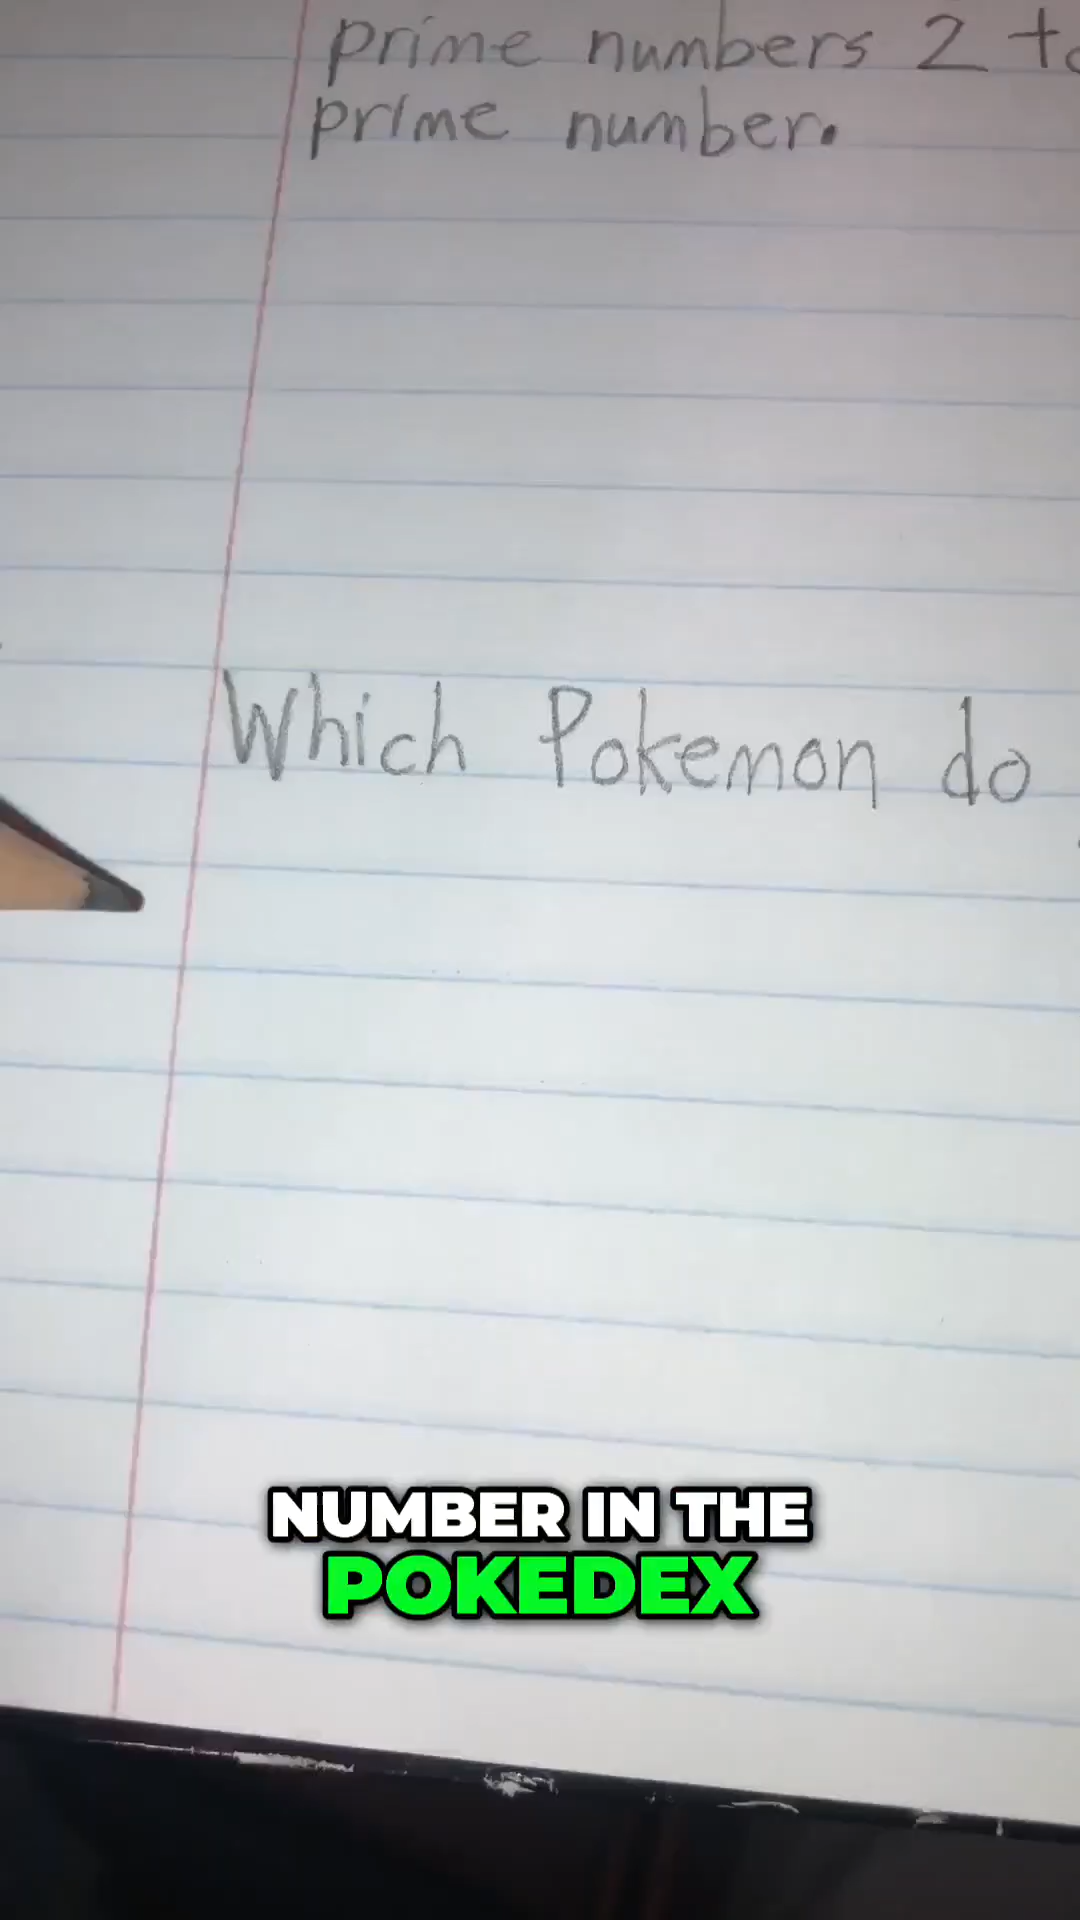 prime numbers 2 to
prime number.
Which Pokemon do
NUMBER IN THE
POKEDEX